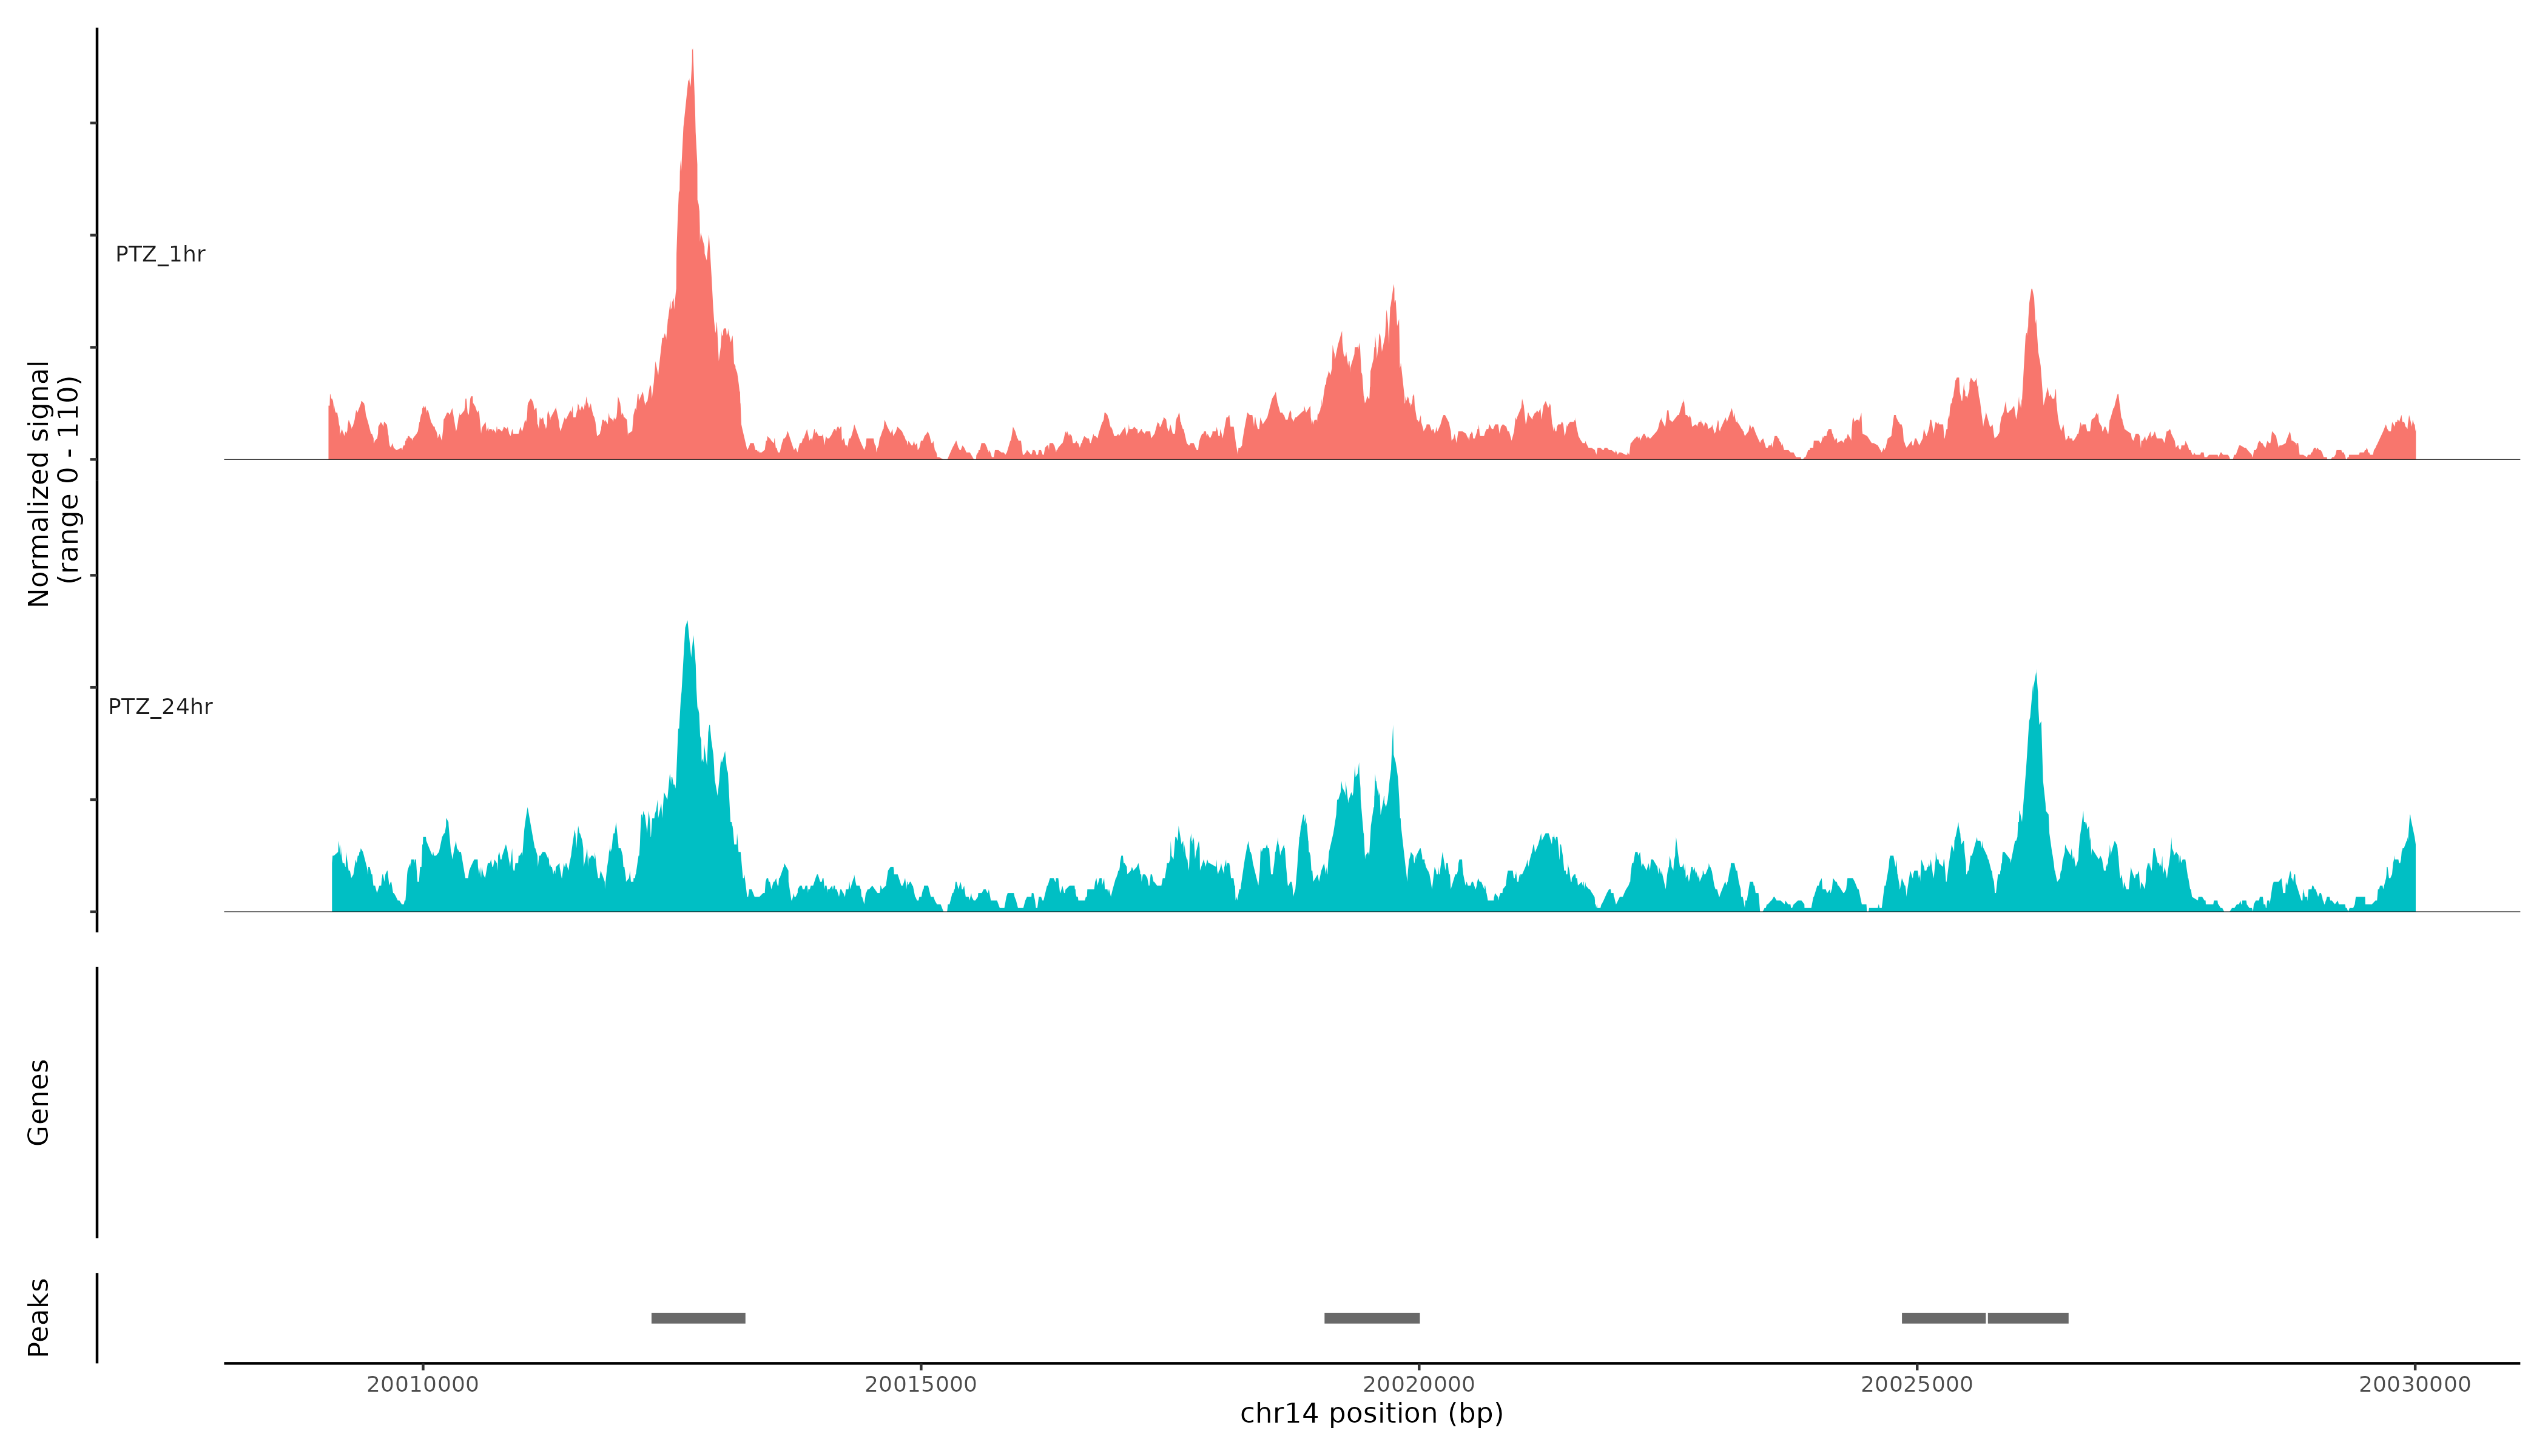 Normalized signal
(range 0 - 110)
PTZ_1hr
PTZ_24hr
Genes
Peaks
20010000
20015000
20020000
20025000
20030000
chr14 position (bp)